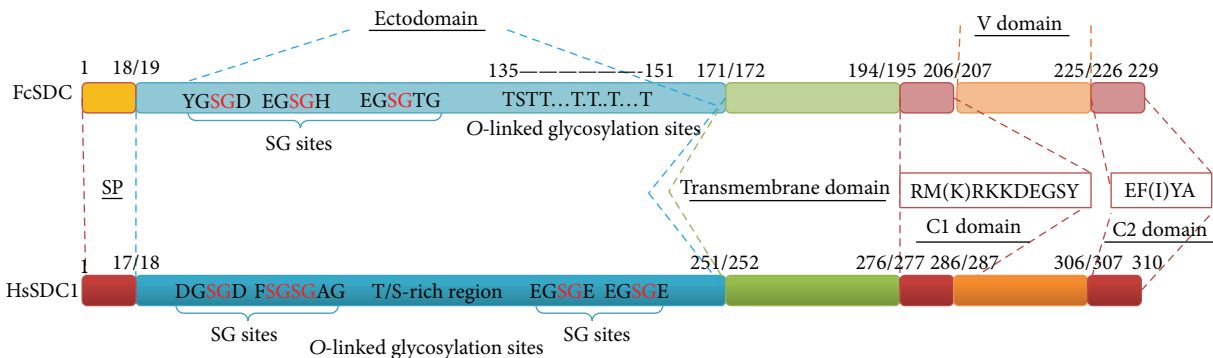 Ectodomain
V domain
1 18/19 135 151 171/172 194/195 206/207 225/226 229
FcSDC
YGSGD EGSGH EGSGTG TSTT…T.T..T…T
SG sites
O-linked glycosylation sites
SP
Transmembrane domain
RM(K)RKKDEGSY
EF(I)YA
C1 domain
C2 domain
1 17/18 251/252 276/277 286/287 306/307 310
HsSDC1
DGSGD FSGSGAG T/S-rich region EGSGE EGSGE
SG sites
SG sites
O-linked glycosylation sites